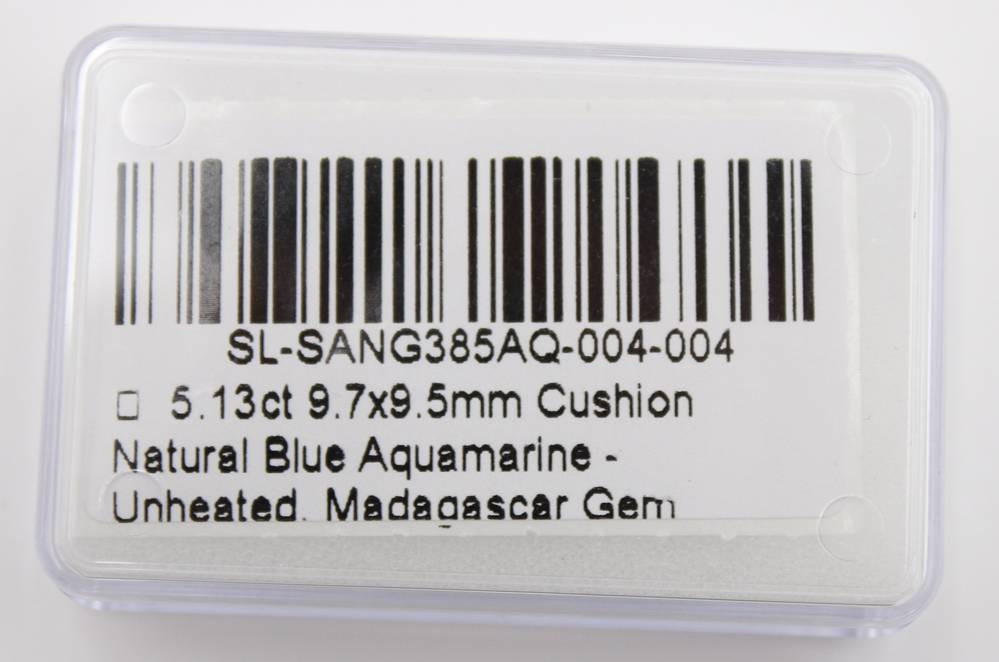 SL-SANG385AQ-004-004
□ 5.13ct 9.7x9.5mm Cushion
Natural Blue Aquamarine -
Unheated. Madagascar Gem